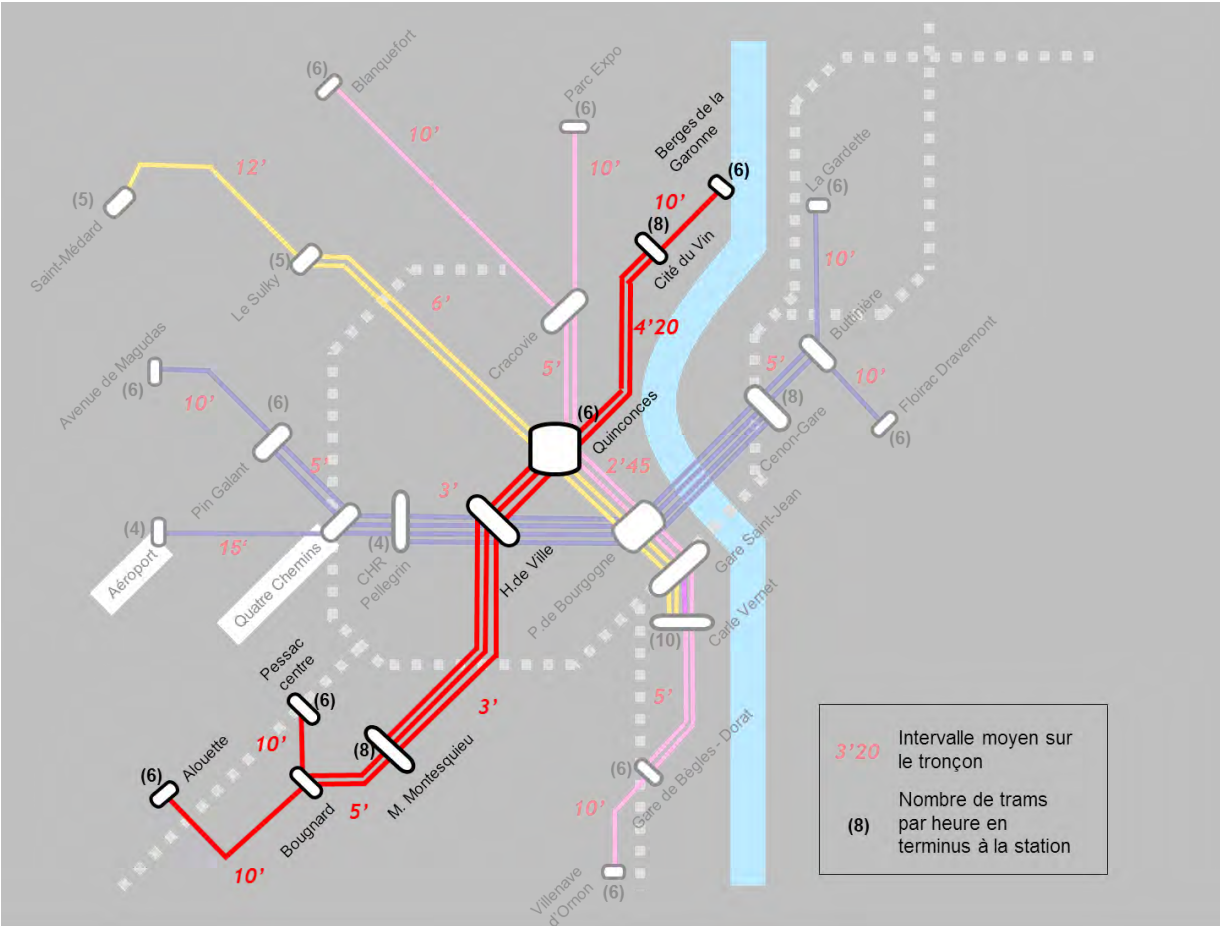 (6)
Blanquefort
10'
Parc Expo
(6)
10'
Berges de la
Garonne
(6)
10'
(8)
Cité du Vin
4'20
La Gardette
(6)
10'
12'
(5)
Saint-Médard
(5)
Le Sulky
6'
Cracovie
5'
Buttinière
5'
10'
Floirac Dravemont
(6)
(8)
Cenon-Gare
Avenue de Magudas
(6)
10'
(6)
Pin Galant
5'
(6)
Quinconces
2'45
3'
(4)
15'
Aéroport
Quatre Chemins
(4)
CHR
Pellegrin
H.de Ville
P.de Bourgogne
Gare Saint-Jean
(10)
Carle Vernet
Pessac
centre
(6)
10'
3'
(8)
M. Montesquieu
5'
Bougnard
(6)
Alouette
10'
5'
(6)
Gare de Bègles - Dorat
10'
Villenave
d'Ornon
(6)
3'20
Intervalle moyen sur
le tronçon
(8)
Nombre de trams
par heure en
terminus à la station